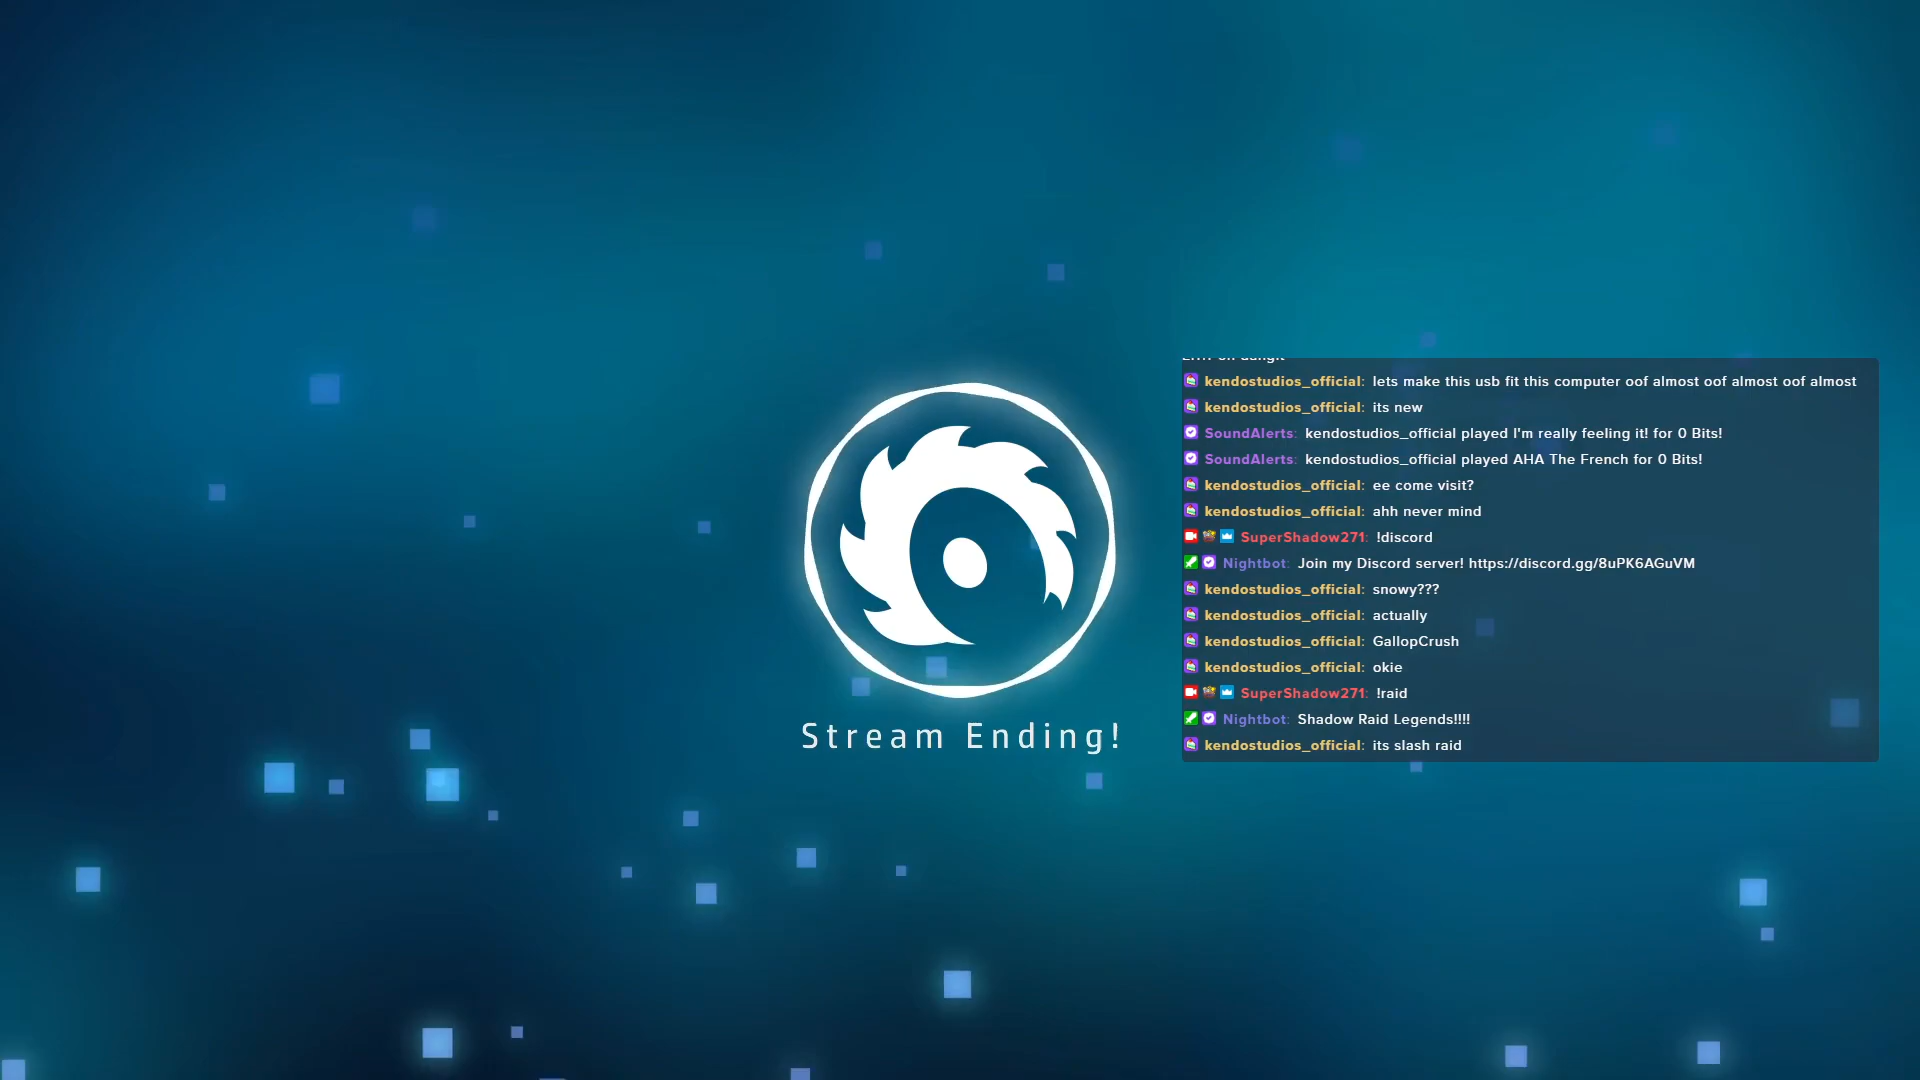 kendostudios_official: lets make this usb fit this computer oof almost oof almost oof almost
kendostudios_official: its new
SoundAlerts: kendostudios_official played I'm really feeling it! for 0 Bits!
SoundAlerts: kendostudios_official played AHA The French for 0 Bits!
kendostudios_official: ee come visit?
kendostudios_official: ahh never mind
SuperShadow271: !discord
Nightbot: Join my Discord server! https://discord.gg/8uPK6AGuVM
kendostudios_official: snowy???
kendostudios_official: actually
kendostudios_official: GallopCrush
kendostudios_official: okie
SuperShadow271: !raid
Nightbot: Shadow Raid Legends!!!!
kendostudios_official: its slash raid
Stream Ending!